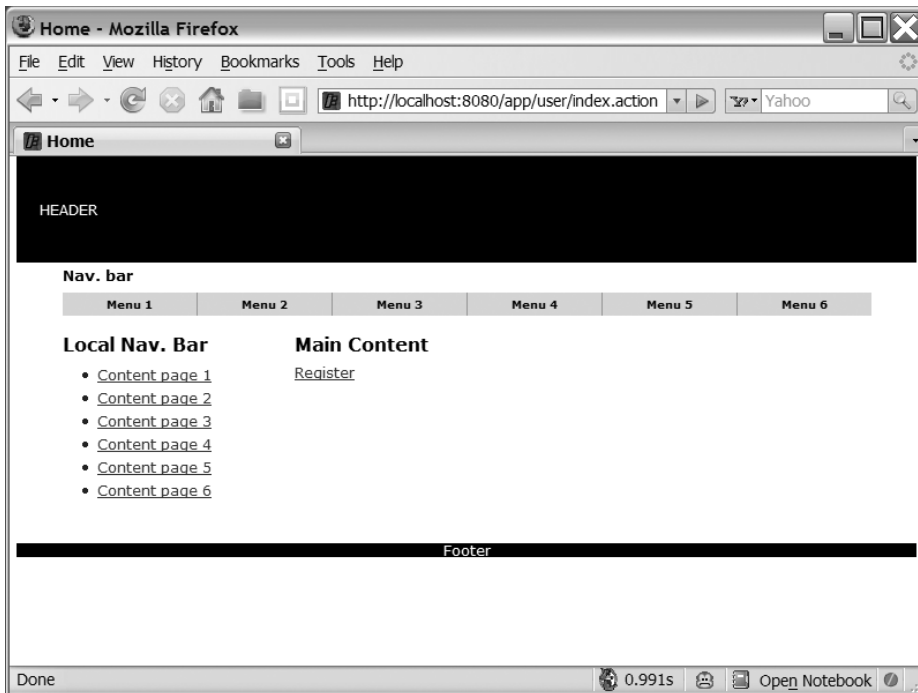 Home - Mozilla Firefox
File Edit View History Bookmarks Tools Help
http://localhost:8080/app/user/index.action
Yahoo
Home
HEADER
Nav. bar
Menu 1 Menu 2 Menu 3 Menu 4 Menu 5 Menu 6
Local Nav. Bar
Content page 1
Content page 2
Content page 3
Content page 4
Content page 5
Content page 6
Main Content
Register
Footer
Done 0.991s Open Notebook